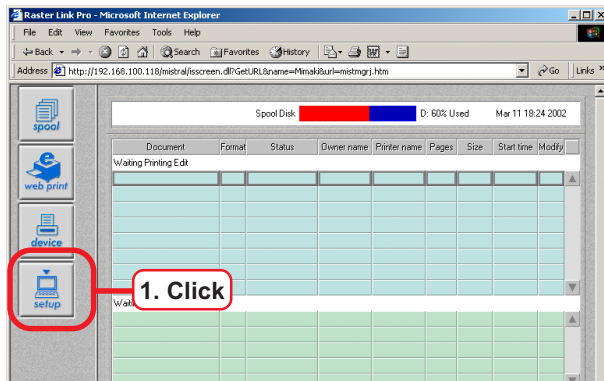 Raster Link Pro - Microsoft Internet Explorer
File Edit View Favorites Tools Help
Back Search Favorites History
Address http://192.168.100.118/mistral/isscreen.dll?GetURL&name=Mimaki&url=mistmgrj.htm Go Links »
spool
Spool Disk D: 60% Used Mar 11 18:24 2002
Document Format Status Owner name Printer name Pages Size Start time Modify
Waiting Printing Edit
web print
device
setup
1. Click